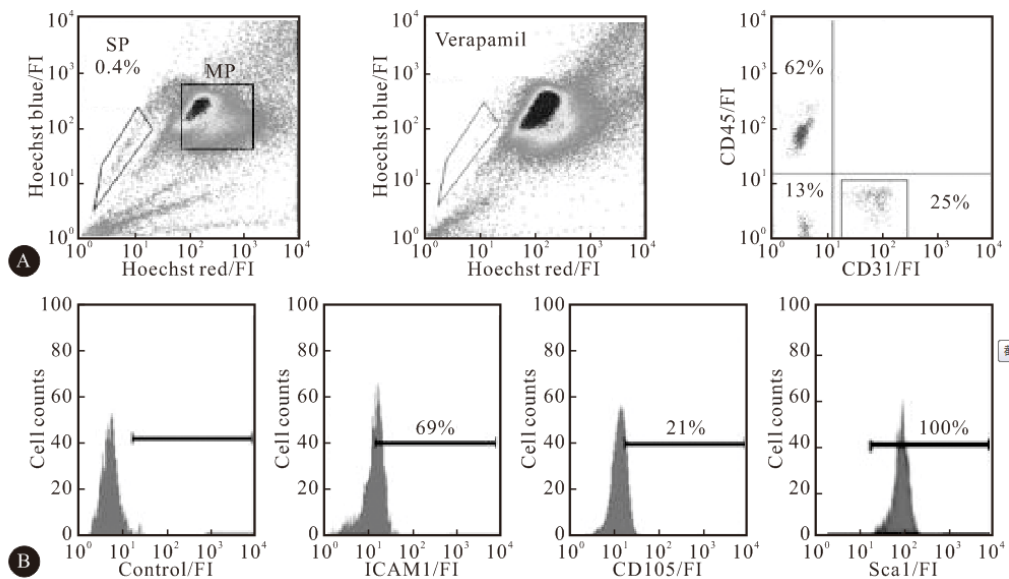 10⁴
10³
10²
10¹
10⁰
Hoechst blue/FI
SP
0.4%
MP
10⁰ 10¹ 10² 10³ 10⁴
Hoechst red/FI
10⁴
10³
10²
10¹
10⁰
Hoechst blue/FI
Verapamil
10⁰ 10¹ 10² 10³ 10⁴
Hoechst red/FI
10⁴
10³
10²
10¹
10⁰
CD45/FI
62%
13%
25%
10⁰ 10¹ 10² 10³ 10⁴
CD31/FI
A
100
80
60
40
20
0
Cell counts
10⁰ 10¹ 10² 10³ 10⁴
Control/FI
100
80
60
40
20
0
Cell counts
69%
10⁰ 10¹ 10² 10³ 10⁴
ICAM1/FI
100
80
60
40
20
0
Cell counts
21%
10⁰ 10¹ 10² 10³ 10⁴
CD105/FI
100
80
60
40
20
0
Cell counts
100%
10⁰ 10¹ 10² 10³ 10⁴
Sca1/FI
B